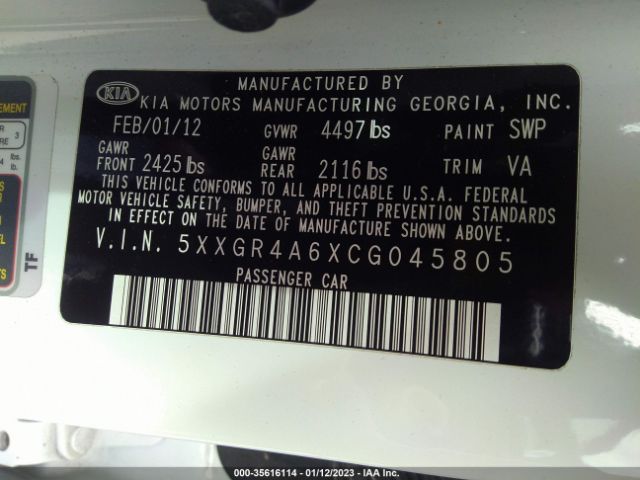 MANUFACTURED BY
KIA KIA MOTORS MANUFACTURING GEORGIA, INC.
FEB/01/12 GVWR 4497 lbs PAINT SWP
GAWR FRONT 2425 lbs GAWR REAR 2116 lbs TRIM VA
THIS VEHICLE CONFORMS TO ALL APPLICABLE U.S.A. FEDERAL
MOTOR VEHICLE SAFETY, BUMPER, AND THEFT PREVENTION STANDARDS
IN EFFECT ON THE DATE OF MANUFACTURE SHOWN ABOVE.
V.I.N. 5XXGR4A6XCG045805
PASSENGER CAR
TF
000-35616114 - 01/12/2023 - IAA Inc.